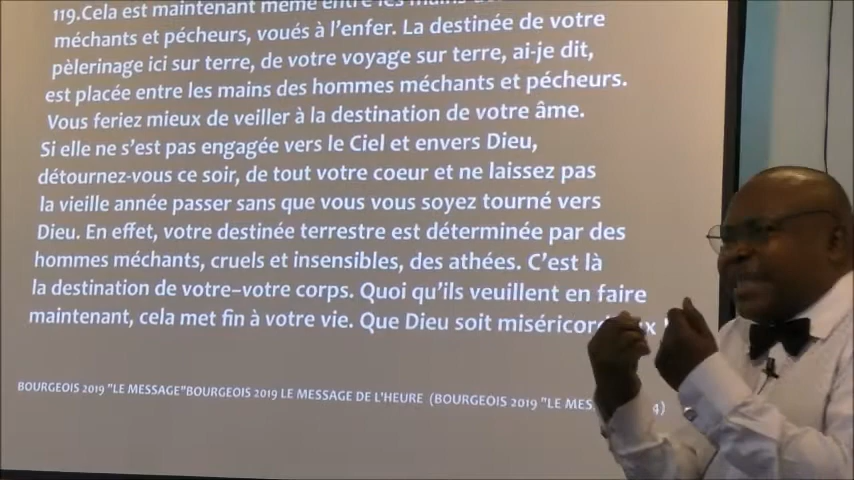 119.Cela est maintenant même entre les mains
méchants et pécheurs, voués à l'enfer. La destinée de votre
pèlerinage ici sur terre, de votre voyage sur terre, ai-je dit,
est placée entre les mains des hommes méchants et pécheurs.
Vous feriez mieux de veiller à la destination de votre âme.
Si elle ne s'est pas engagée vers le Ciel et envers Dieu,
détournez-vous ce soir, de tout votre coeur et ne laissez pas
la vieille année passer sans que vous vous soyez tourné vers
Dieu. En effet, votre destinée terrestre est déterminée par des
hommes méchants, cruels et insensibles, des athées. C'est là
la destination de votre–votre corps. Quoi qu'ils veuillent en faire
maintenant, cela met fin à votre vie. Que Dieu soit
BOURGEOIS 2019 "LE MESSAGE"BOURGEOIS 2019 LE MESSAGE DE L'HEURE (BOURGEOIS 2019 "LE